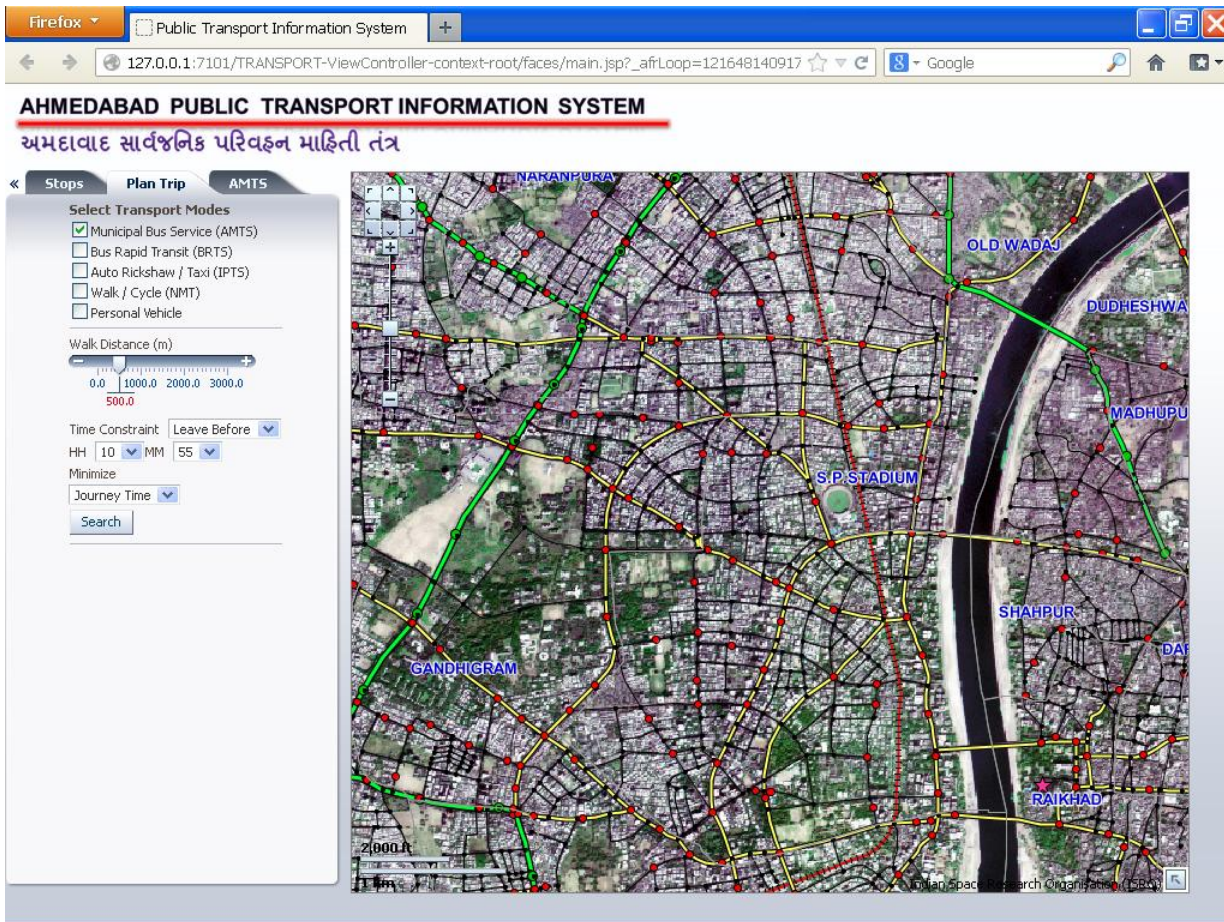 Firefox
Public Transport Information System
127.0.0.1:7101/TRANSPORT-ViewController-context-root/faces/main.jsp?_afrLoop=121648140917
Google
AHMEDABAD PUBLIC TRANSPORT INFORMATION SYSTEM
અમદાવાદ સાર્વજનિક પરિવહન માહિતી તંત્ર
« Stops Plan Trip AMTS
Select Transport Modes
Municipal Bus Service (AMTS)
Bus Rapid Transit (BRTS)
Auto Rickshaw / Taxi (IPTS)
Walk / Cycle (NMT)
Personal Vehicle
Walk Distance (m)
0.0 1000.0 2000.0 3000.0
500.0
Time Constraint Leave Before
HH 10 MM 55
Minimize
Journey Time
Search
NARANPURA
OLD WADAJ
DUDHESHWA
MADHUPU
S.P.STADIUM
SHAHPUR
DAR
GANDHIGRAM
RAIKHAD
2,000 ft
1 km
Indian Space Research Organisation (ISRO)